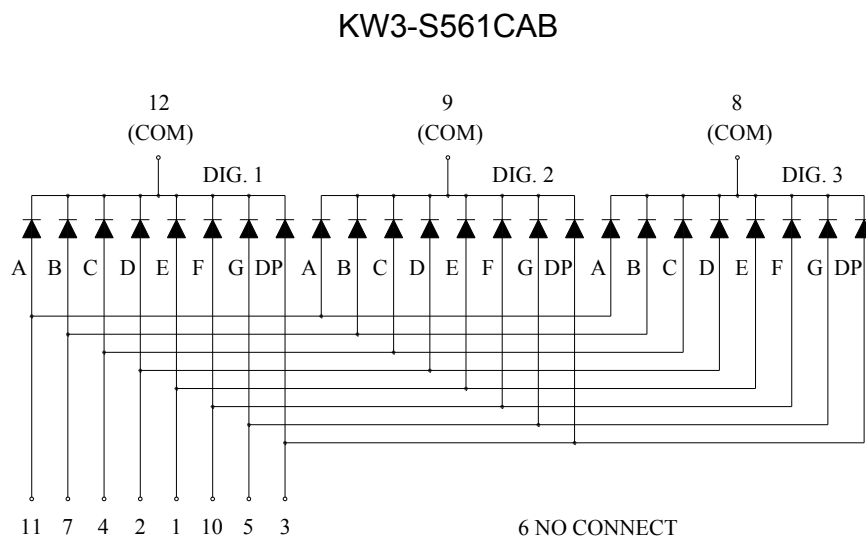 KW3-S561CAB
12 9 8
(COM) (COM) (COM)
DIG. 1 DIG. 2 DIG. 3
A B C D E F G DP A B C D E F G DP A B C D E F G DP
11 7 4 2 1 10 5 3 6 NO CONNECT